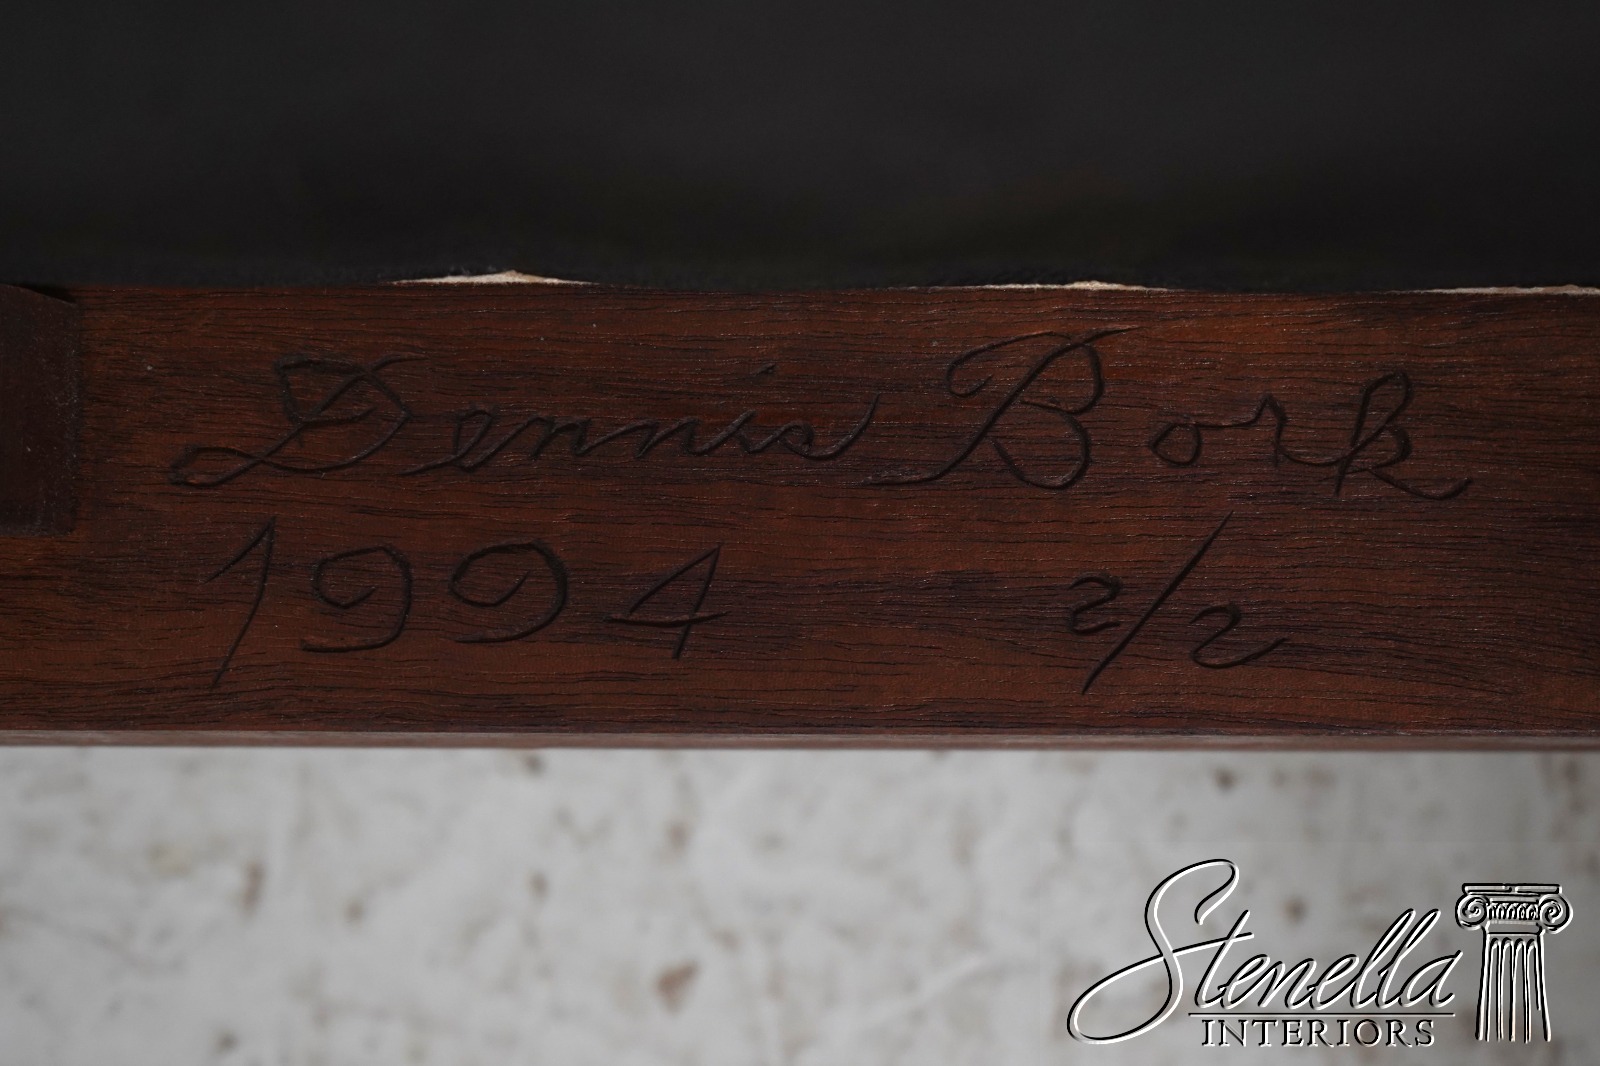 Dennis Bork
1994 2/2
Stenella
INTERIORS